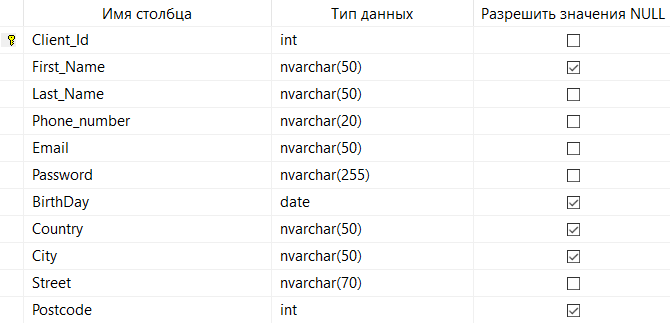 Имя столбца Тип данных Разрешить значения NULL
Client_Id int
First_Name nvarchar(50)
Last_Name nvarchar(50)
Phone_number nvarchar(20)
Email nvarchar(50)
Password nvarchar(255)
BirthDay date
Country nvarchar(50)
City nvarchar(50)
Street nvarchar(70)
Postcode int